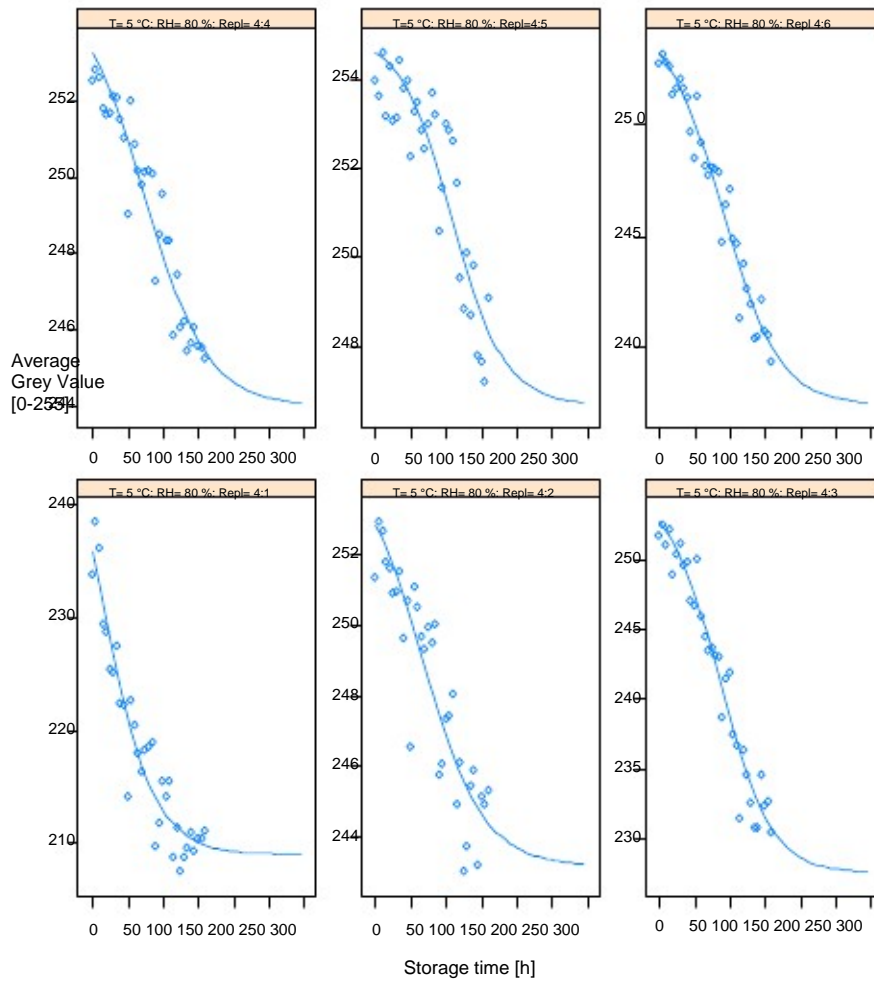 T= 5 °C: RH= 80 %: Repl= 4:4
T=5 °C: RH= 80 %: Repl=4:5
T= 5 °C: RH= 80 %: Repl 4:6
252
250
248
246
244
254
252
250
248
25 0
245
240
Average
Grey Value
[0-255]
0 50 100 150 200 250 300
0 50 100 150 200 250 300
0 50 100 150 200 250 300
T= 5 °C: RH= 80 %: Repl= 4:1
T= 5 °C: RH= 80 %: Repl= 4:2
T= 5 °C: RH= 80 %: Repl= 4:3
240
230
220
210
252
250
248
246
244
250
245
240
235
230
0 50 100 150 200 250 300
0 50 100 150 200 250 300
0 50 100 150 200 250 300
Storage time [h]